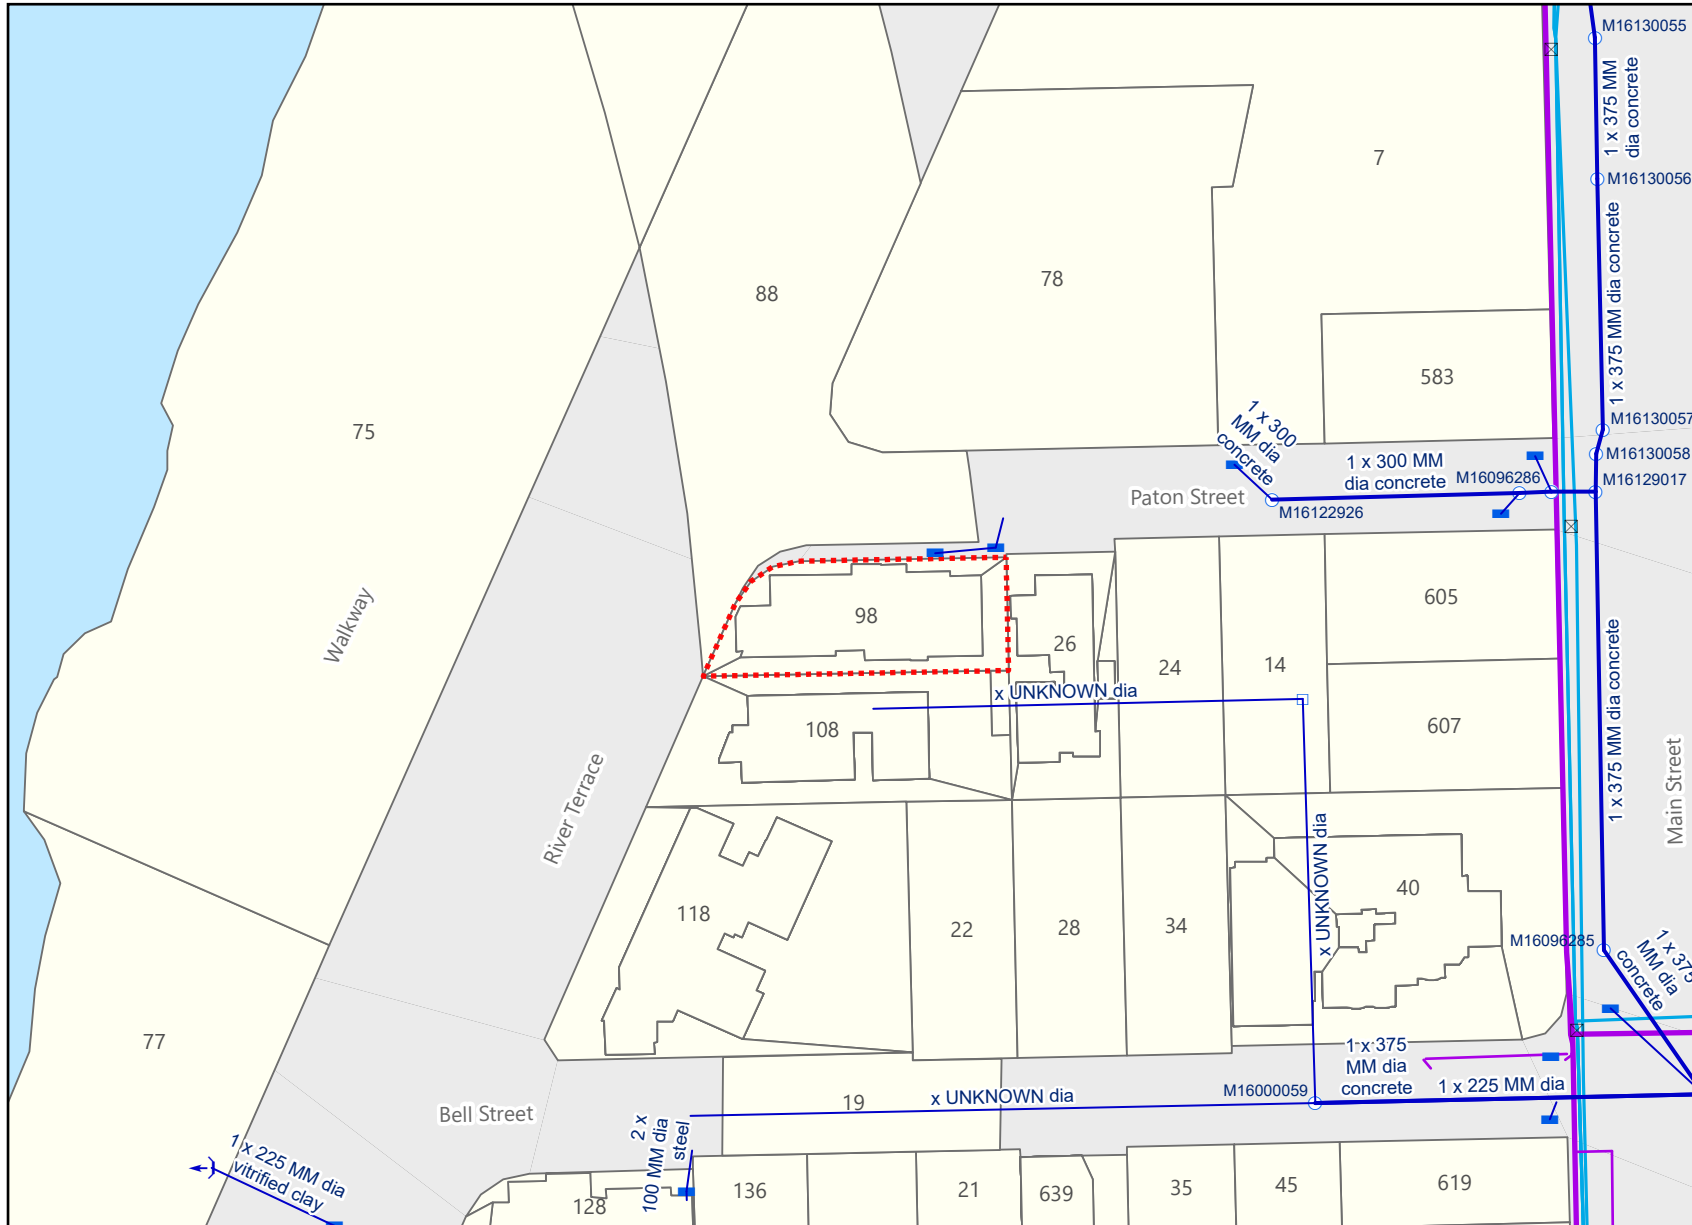 M16130055
1 x 375 MM
dia concrete
7
M16130056
88
78
1 x 375 MM dia concrete
583
75
1 x 300
MM dia
concrete
M16130057
1 x 300 MM
dia concrete
M16096286
M16130058
Paton Street
M16122926
M16129017
Walkway
98
26
24
14
605
x UNKNOWN dia
108
607
1 x 375 MM dia concrete
Main Street
River Terrace
x UNKNOWN dia
118
22
28
34
40
M16096285
1 x 375
MM dia
concrete
77
1 x 375
MM dia
concrete
1 x 225 MM dia
M16000059
x UNKNOWN dia
19
Bell Street
2 x
100 MM dia
steel
1 x 225 MM dia
vitrified clay
128
136
21
639
35
45
619